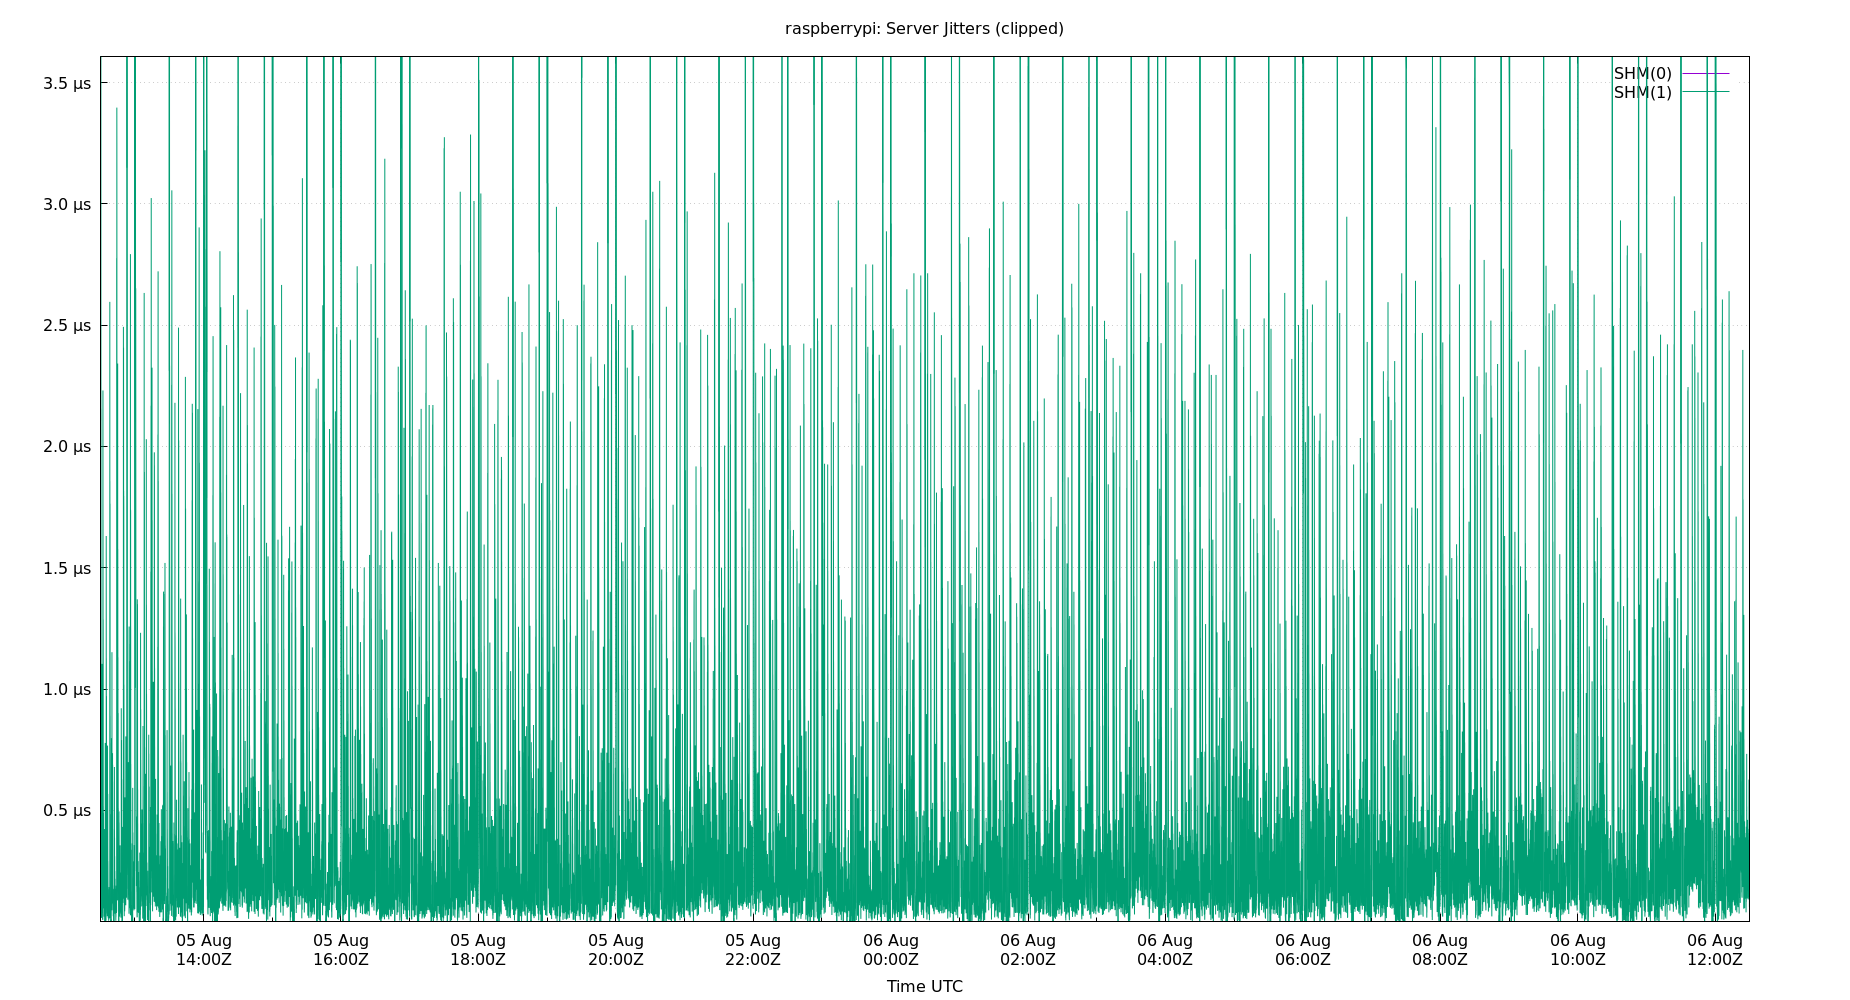 raspberrypi: Server Jitters (clipped)
SHM(0)
SHM(1)
3.5 µs
3.0 µs
2.5 µs
2.0 µs
1.5 µs
1.0 µs
0.5 µs
05 Aug 05 Aug 05 Aug 05 Aug 05 Aug 06 Aug 06 Aug 06 Aug 06 Aug 06 Aug 06 Aug 06 Aug
14:00Z 16:00Z 18:00Z 20:00Z 22:00Z 00:00Z 02:00Z 04:00Z 06:00Z 08:00Z 10:00Z 12:00Z
Time UTC